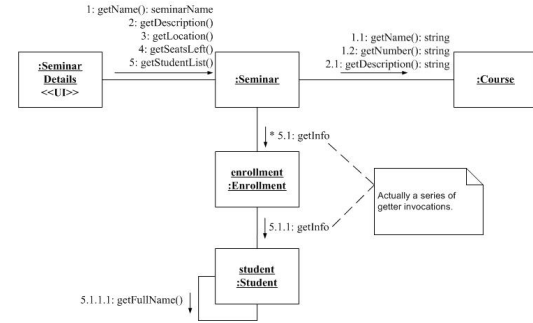 1: getName(): seminarName
2: getDescription()
3: getLocation()
4: getSeatsLeft()
5: getStudentList()
1.1: getName(): string
1.2: getNumber(): string
2.1: getDescription(): string
:Seminar
Details
<<UI>>
:Seminar
:Course
* 5.1: getInfo
enrollment
:Enrollment
Actually a series of
getter invocations.
5.1.1: getInfo
student
:Student
5.1.1.1: getFullName()